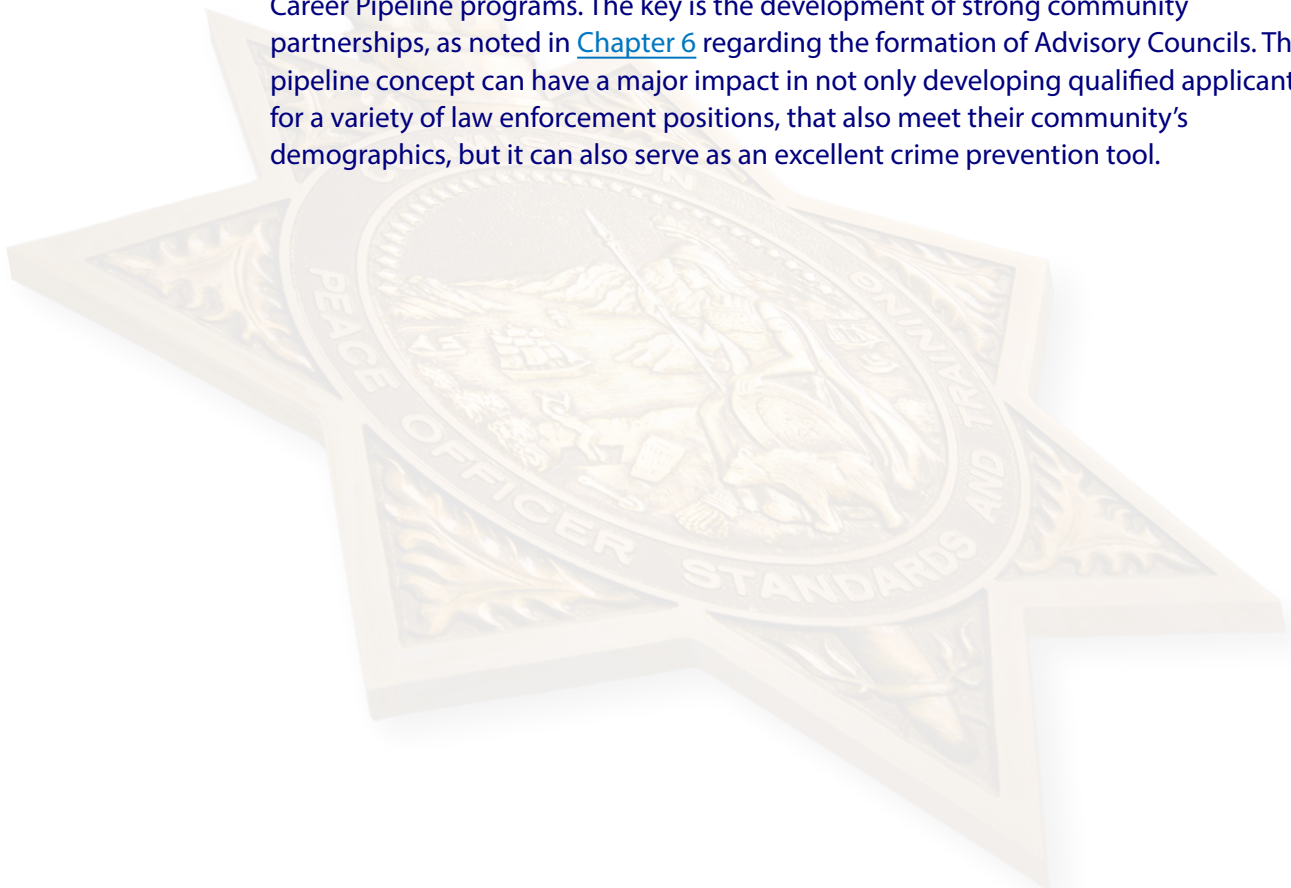 Career Pipeline programs. The key is the development of strong community
partnerships, as noted in Chapter 6 regarding the formation of Advisory Councils. Th
pipeline concept can have a major impact in not only developing qualified applicant
for a variety of law enforcement positions, that also meet their community's
demographics, but it can also serve as an excellent crime prevention tool.
COMMISSION ON
PEACE OFFICER STANDARDS AND TRAINING